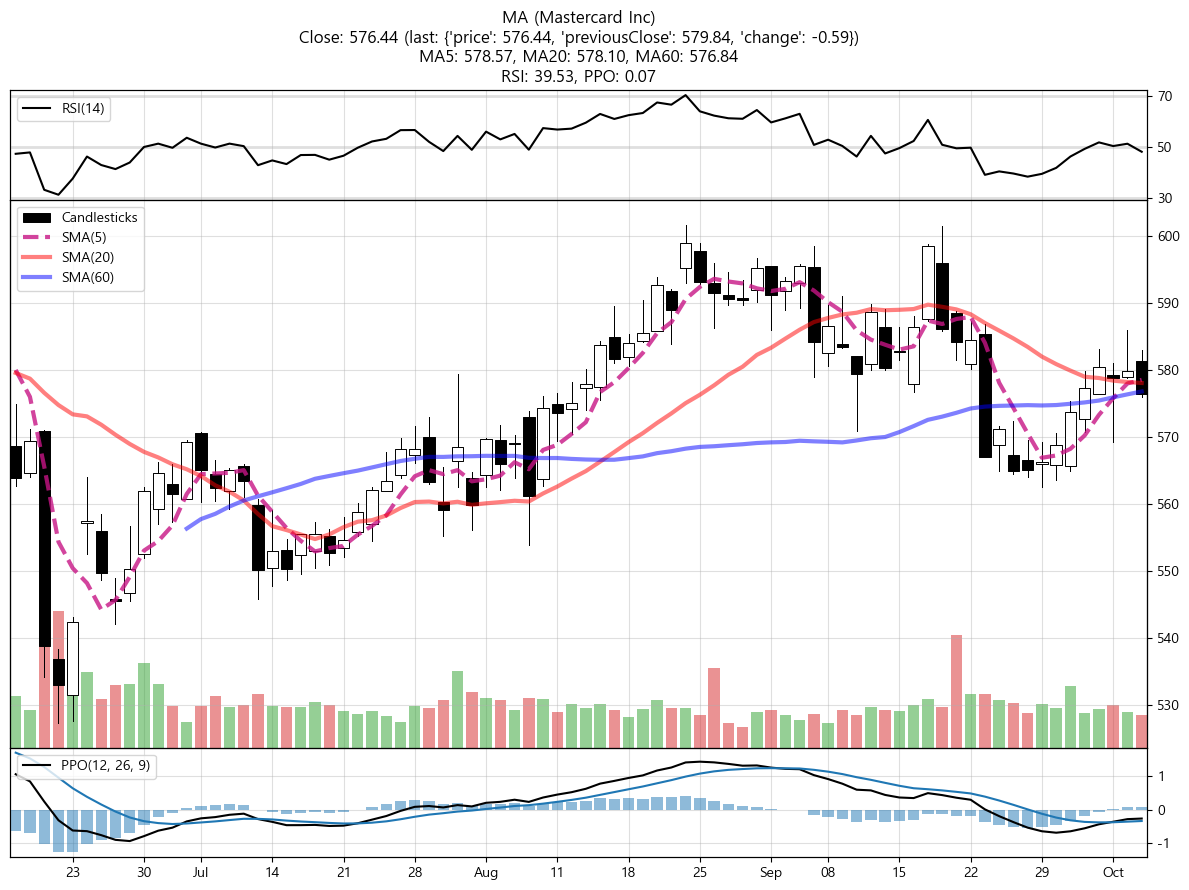 MA (Mastercard Inc)
Close: 576.44 (last: {'price': 576.44, 'previousClose': 579.84, 'change': -0.59})
MA5: 578.57, MA20: 578.10, MA60: 576.84
RSI: 39.53, PPO: 0.07
RSI(14)
70
50
30
Candlesticks
SMA(5)
SMA(20)
SMA(60)
600
590
580
570
560
550
540
530
PPO(12, 26, 9)
1
0
-1
23 30 Jul 14 21 28 Aug 11 18 25 Sep 08 15 22 29 Oct